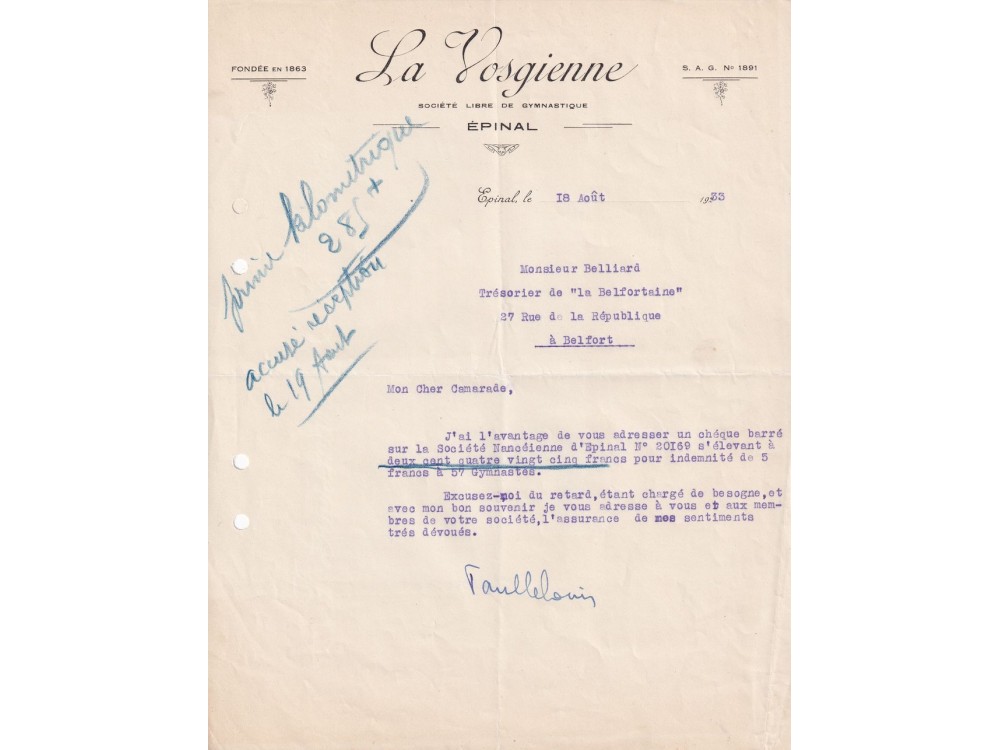 FONDÉE EN 1863
La Vosgienne
S. A. G. No 1891
SOCIÉTÉ LIBRE DE GYMNASTIQUE
ÉPINAL
prime kilométrique
285 +
accusé réception
le 19 Aout
Epinal, le 18 Août 1933
Monsieur Belliard
Trésorier de "la Belfortaine"
27 Rue de la République
à Belfort
Mon Cher Camarade,
J'ai l'avantage de vous adresser un chéque barré
sur la Société Nancéienne d'Epinal N° 20I69 s'élevant à
deux cent quatre vingt cinq francs pour indemnité de 5
francs à 57 Gymnastes.
Excusez-moi du retard,étant chargé de besogne,et
avec mon bon souvenir je vous adresse à vous et aux mem-
bres de votre société,l'assurance de mes sentiments
trés dévoués.